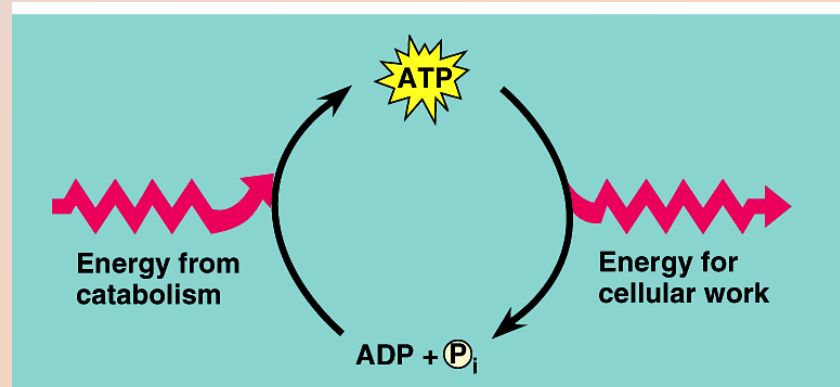 ATP
Energy from
catabolism
Energy for
cellular work
ADP + Pi